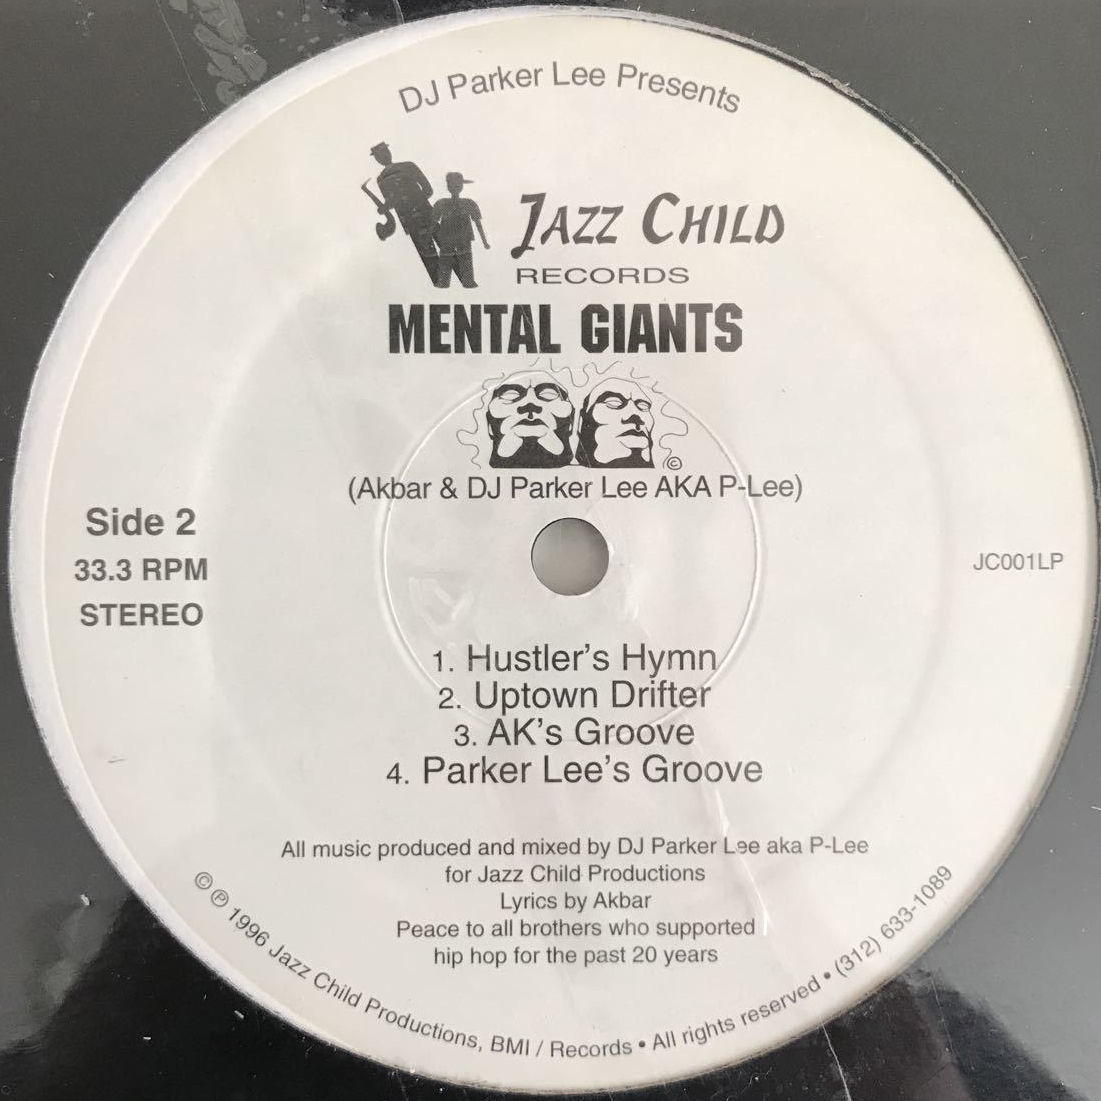 DJ Parker Lee Presents
JAZZ CHILD
RECORDS
MENTAL GIANTS
©
(Akbar & DJ Parker Lee AKA P-Lee)
Side 2
33.3 RPM
STEREO
JC001LP
1. Hustler's Hymn
2. Uptown Drifter
3. AK's Groove
4. Parker Lee's Groove
All music produced and mixed by DJ Parker Lee aka P-Lee
for Jazz Child Productions
Lyrics by Akbar
Peace to all brothers who supported
hip hop for the past 20 years
© ℗ 1996 Jazz Child Productions, BMI / Records • All rights reserved • (312) 633-1089